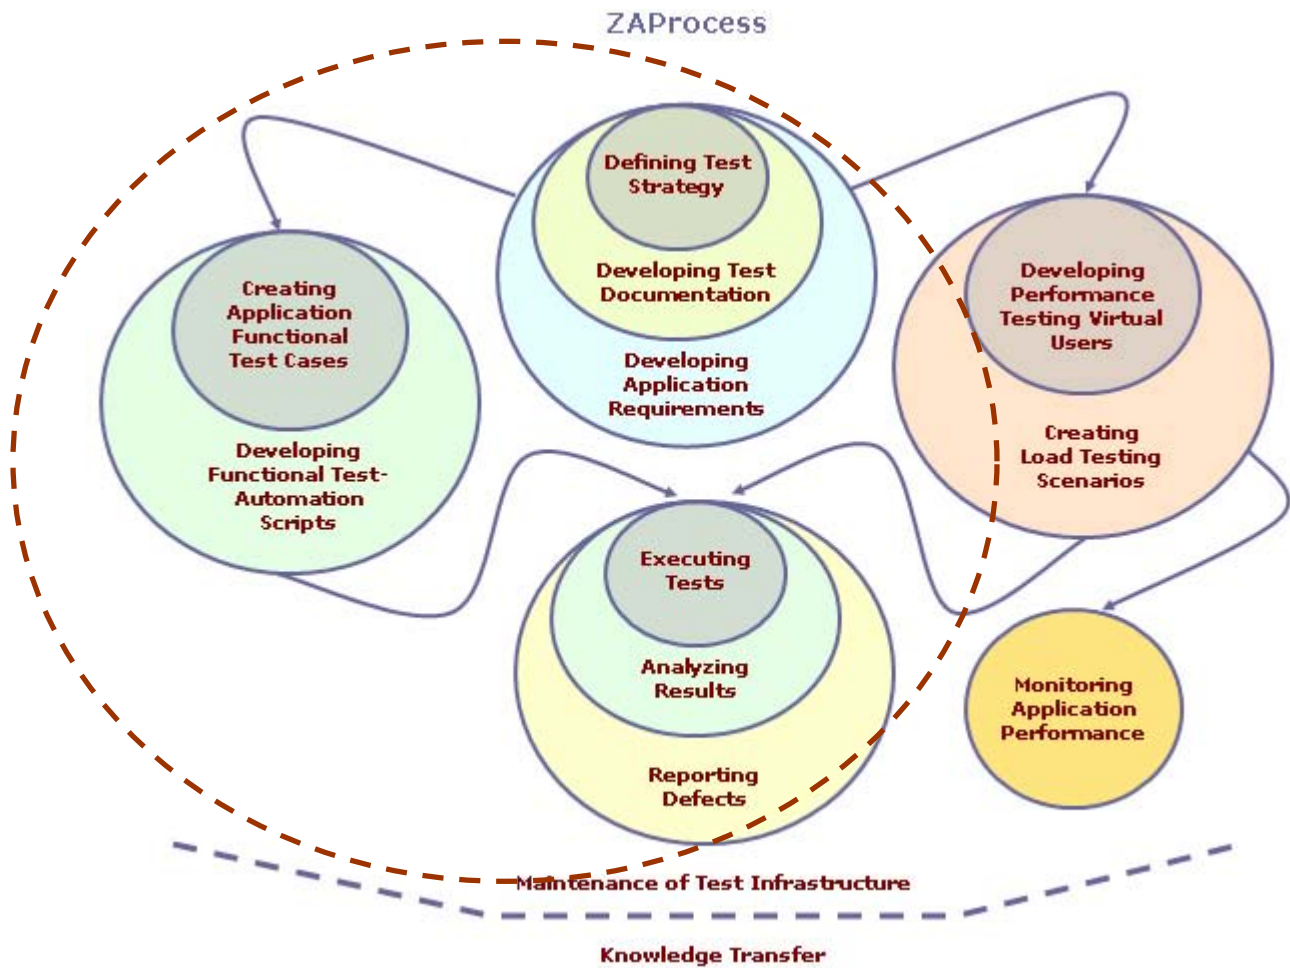 ZAProcess
Defining Test
Strategy
Developing Test
Documentation
Developing
Application
Requirements
Creating
Application
Functional
Test Cases
Developing
Functional Test-
Automation
Scripts
Developing
Performance
Testing Virtual
Users
Creating
Load Testing
Scenarios
Executing
Tests
Analyzing
Results
Reporting
Defects
Monitoring
Application
Performance
Maintenance of Test Infrastructure
Knowledge Transfer